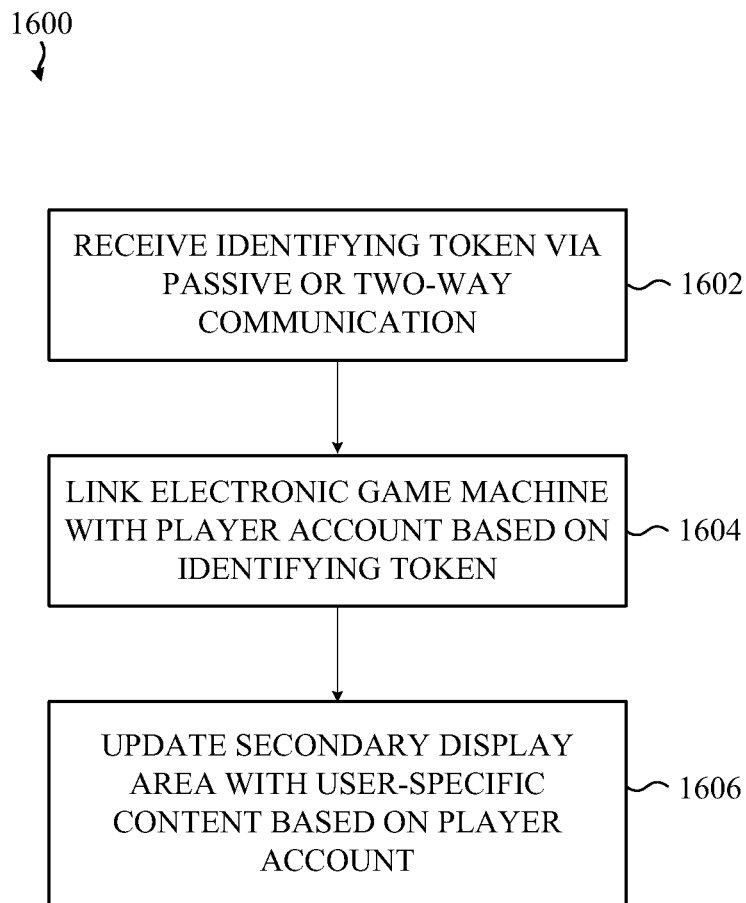 1600
RECEIVE IDENTIFYING TOKEN VIA
PASSIVE OR TWO-WAY
COMMUNICATION
1602
LINK ELECTRONIC GAME MACHINE
WITH PLAYER ACCOUNT BASED ON
IDENTIFYING TOKEN
1604
UPDATE SECONDARY DISPLAY
AREA WITH USER-SPECIFIC
CONTENT BASED ON PLAYER
ACCOUNT
1606